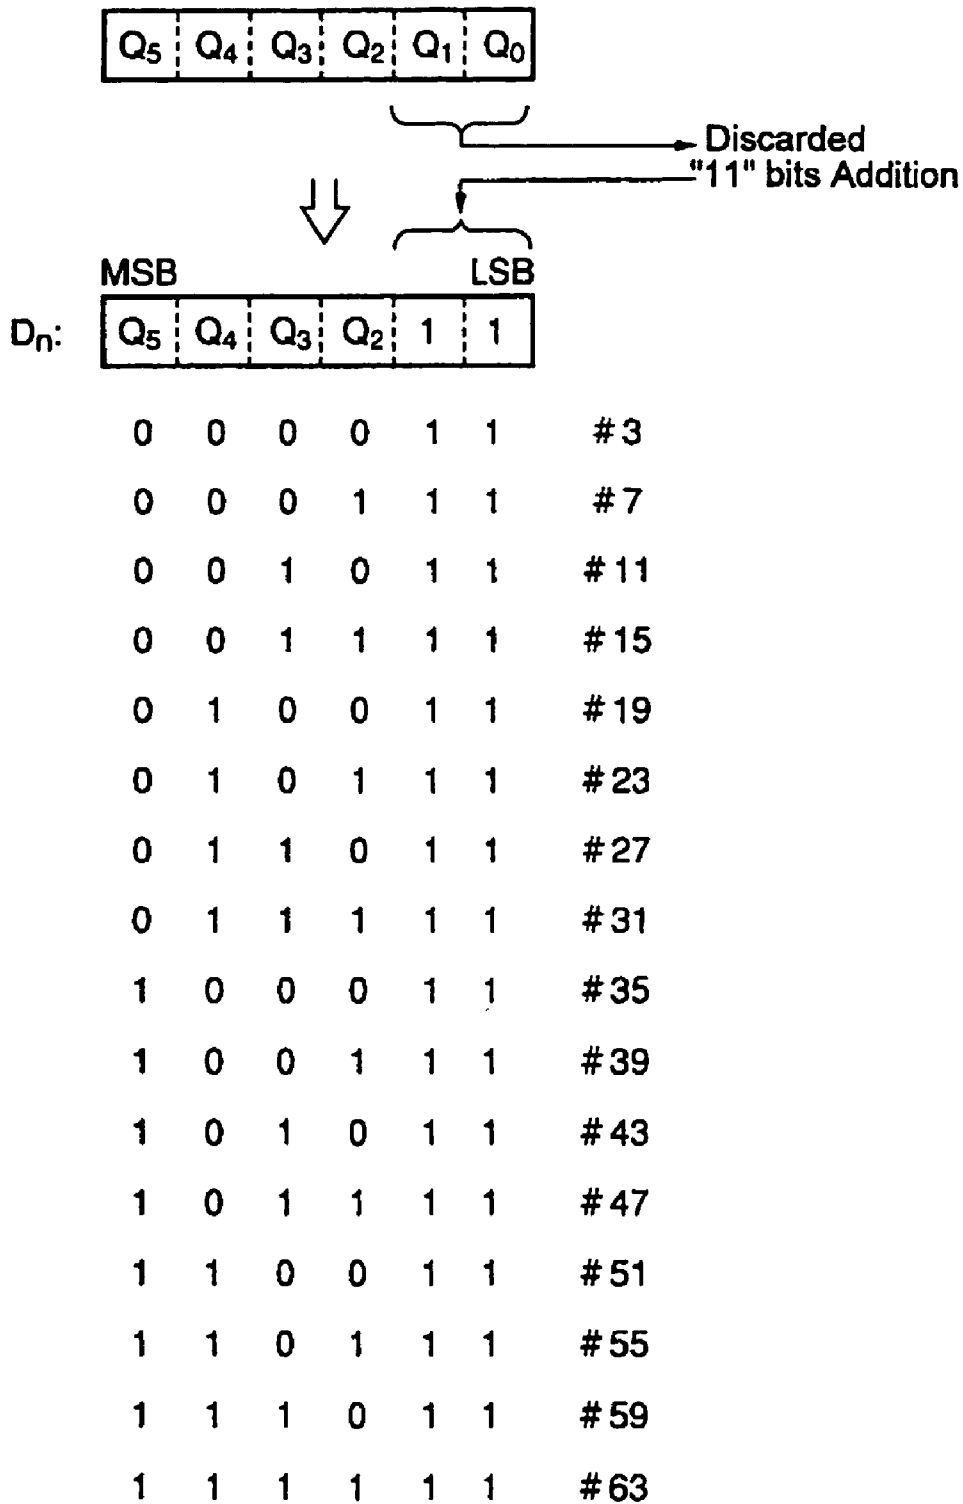 Q5 Q4 Q3 Q2 Q1 Q0
Discarded
"11" bits Addition
MSB LSB
Dn: Q5 Q4 Q3 Q2 1 1
0 0 0 0 1 1 #3
0 0 0 1 1 1 #7
0 0 1 0 1 1 #11
0 0 1 1 1 1 #15
0 1 0 0 1 1 #19
0 1 0 1 1 1 #23
0 1 1 0 1 1 #27
0 1 1 1 1 1 #31
1 0 0 0 1 1 #35
1 0 0 1 1 1 #39
1 0 1 0 1 1 #43
1 0 1 1 1 1 #47
1 1 0 0 1 1 #51
1 1 0 1 1 1 #55
1 1 1 0 1 1 #59
1 1 1 1 1 1 #63